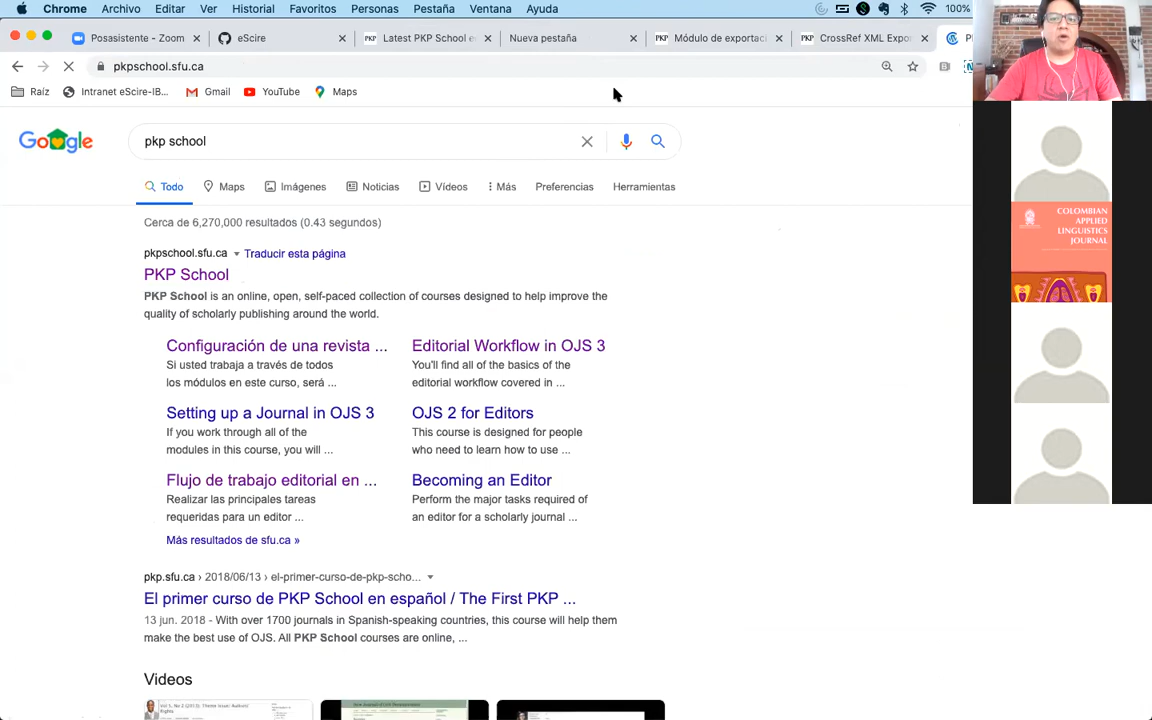 Chrome Archivo Editar Ver Historial Favoritos Personas Pestaña Ventana Ayuda 100%
Posasistente - Zoom eScire Latest PKP School e Nueva pestaña Módulo de exportac CrossRef XML Expor
pkpschool.sfu.ca
Raíz Intranet eScire-IB... Gmail YouTube Maps
Google pkp school
Todo Maps Imágenes Noticias Vídeos Más Preferencias Herramientas
Cerca de 6,270,000 resultados (0.43 segundos)
pkpschool.sfu.ca Traducir esta página
PKP School
PKP School is an online, open, self-paced collection of courses designed to help improve the
quality of scholarly publishing around the world.
Configuración de una revista ...
Si usted trabaja a través de todos
los módulos en este curso, será ...
Editorial Workflow in OJS 3
You'll find all of the basics of the
editorial workflow covered in ...
Setting up a Journal in OJS 3
If you work through all of the
modules in this course, you will ...
OJS 2 for Editors
This course is designed for people
who need to learn how to use ...
Flujo de trabajo editorial en ...
Realizar las principales tareas
requeridas para un editor ...
Becoming an Editor
Perform the major tasks required of
an editor for a scholarly journal ...
Más resultados de sfu.ca »
pkp.sfu.ca › 2018/06/13 › el-primer-curso-de-pkp-scho...
El primer curso de PKP School en español / The First PKP ...
13 jun. 2018 - With over 1700 journals in Spanish-speaking countries, this course will help them
make the best use of OJS. All PKP School courses are online, ...
Videos
COLOMBIAN
APPLIED
LINGUISTICS
JOURNAL